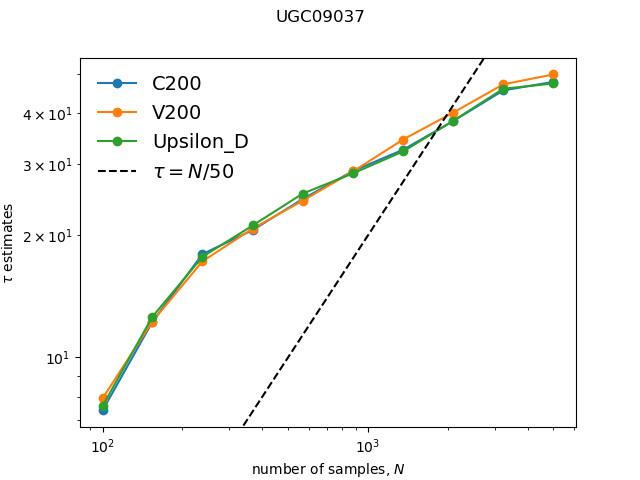 UGC09037
C200
V200
Upsilon_D
τ = N/50
4 × 10¹
3 × 10¹
2 × 10¹
10¹
τ estimates
10² 10³
number of samples, N